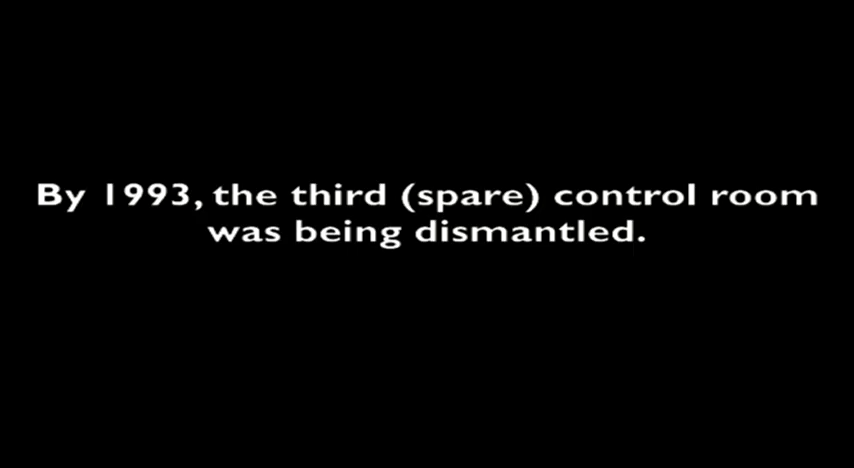 By 1993, the third (spare) control room
was being dismantled.